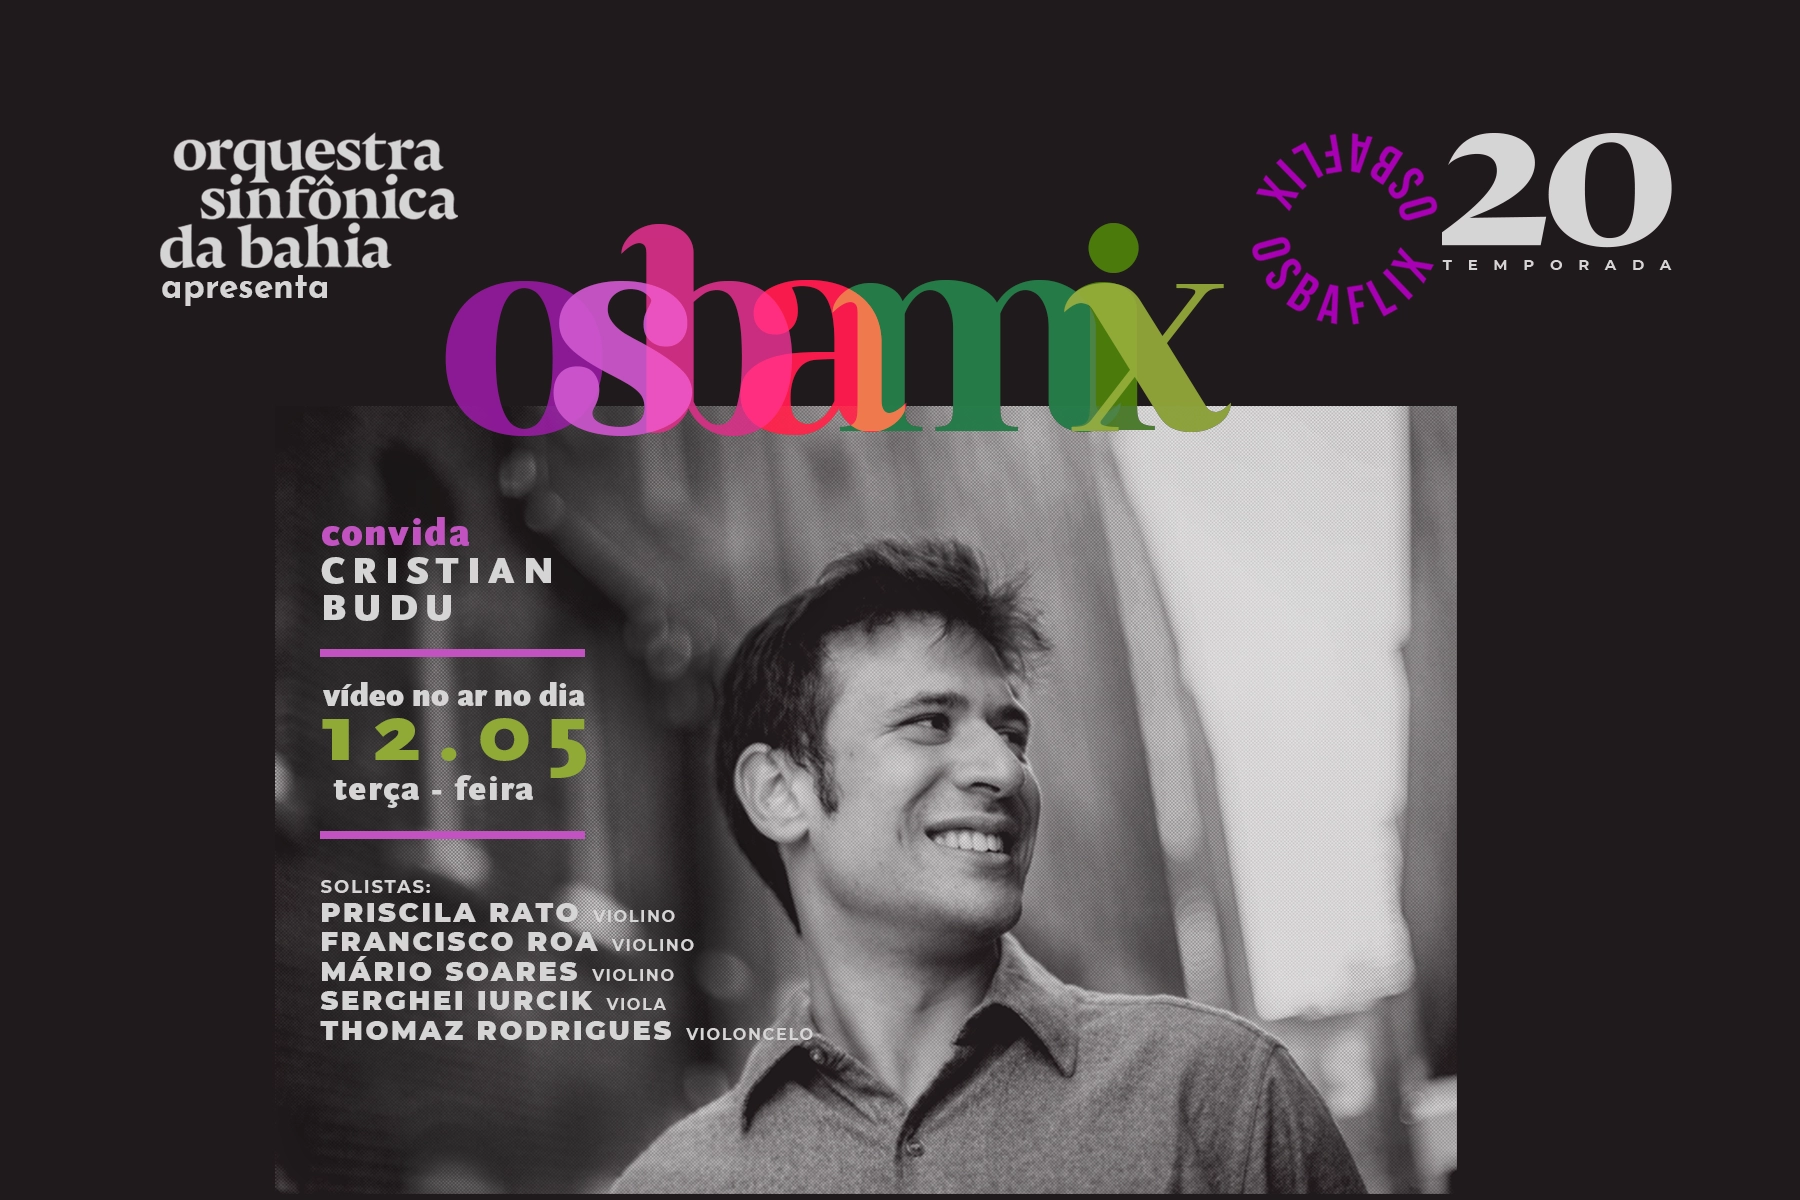 orquestra
sinfônica
da bahia
apresenta
osbamix
OSBAFLIX
OSBAFLIX
20
TEMPORADA
convida
CRISTIAN
BUDU
vídeo no ar no dia
12.05
terça - feira
SOLISTAS:
PRISCILA RATO VIOLINO
FRANCISCO ROA VIOLINO
MÁRIO SOARES VIOLINO
SERGHEI IURCIK VIOLA
THOMAZ RODRIGUES VIOLONCELO